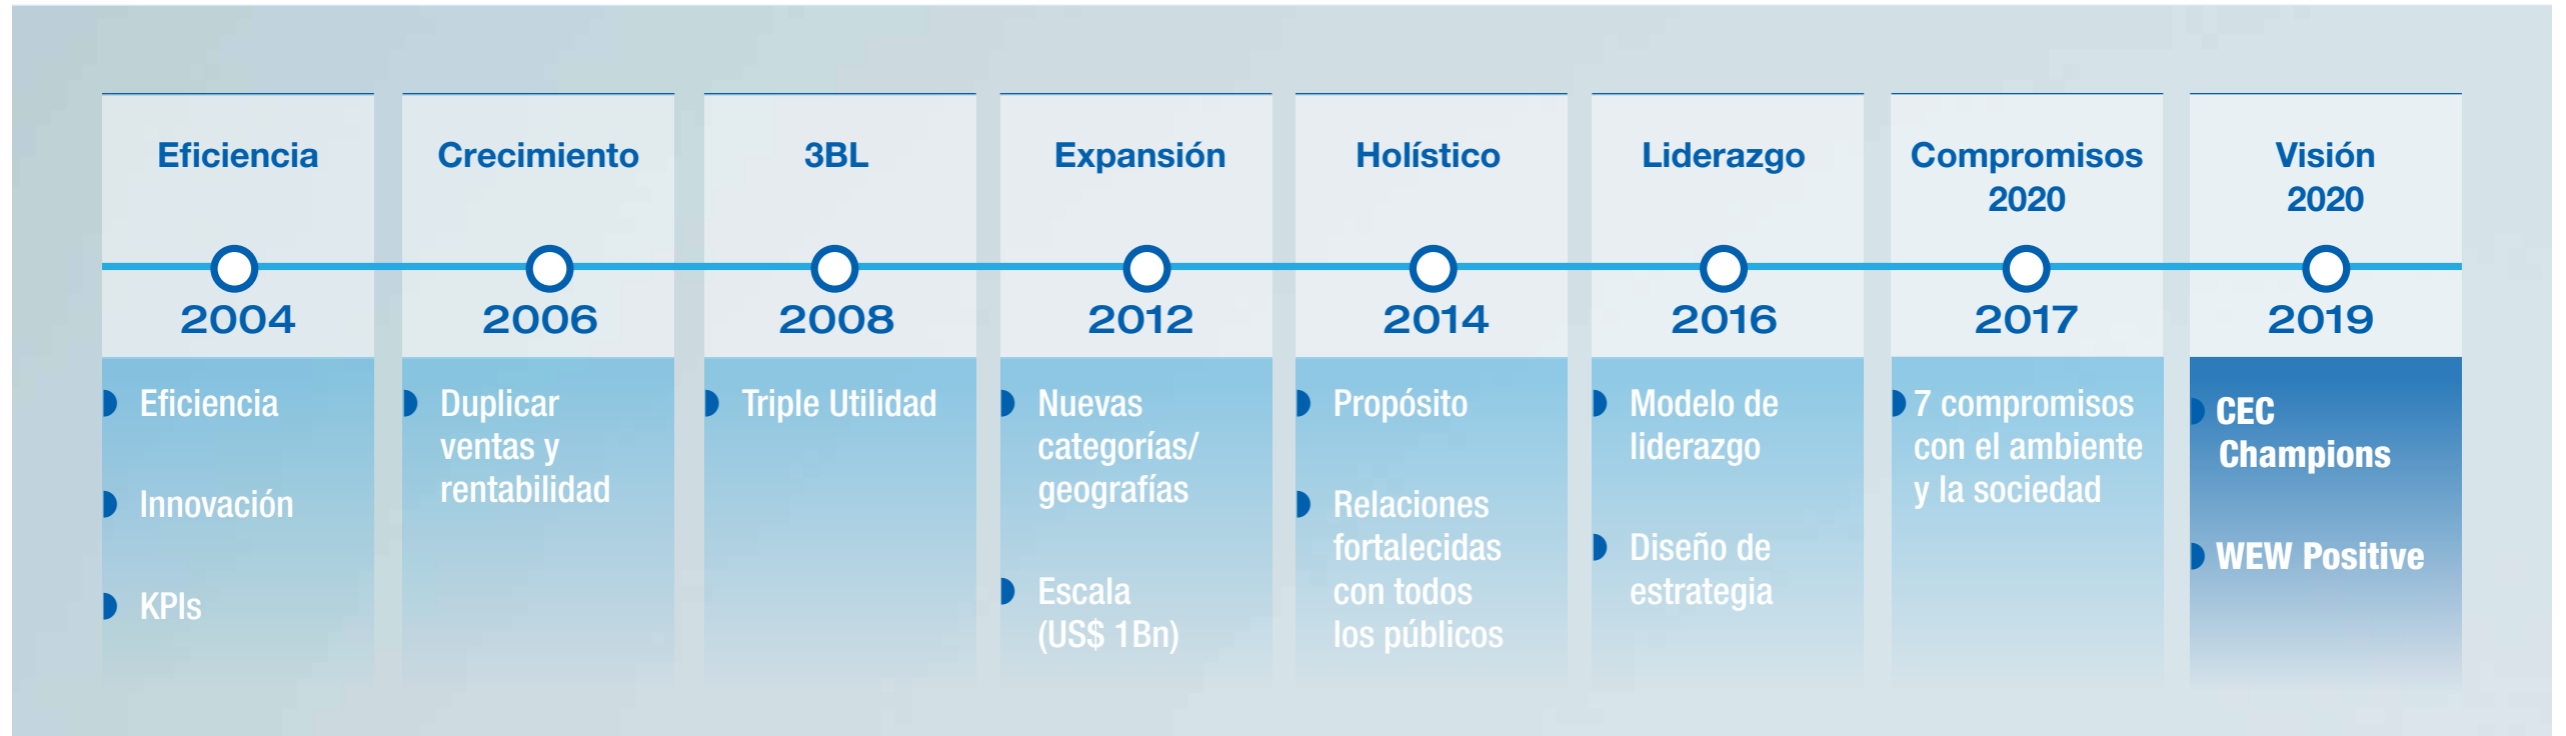 Eficiencia
2004
Eficiencia
Innovación
KPIs
Crecimiento
2006
Duplicar
ventas y
rentabilidad
3BL
2008
Triple Utilidad
Expansión
2012
Nuevas
categorías/
geografías
Escala
(US$ 1Bn)
Holístico
2014
Propósito
Relaciones
fortalecidas
con todos
los públicos
Liderazgo
2016
Modelo de
liderazgo
Diseño de
estrategia
Compromisos
2020
2017
7 compromisos
con el ambiente
y la sociedad
Visión
2020
2019
CEC
Champions
WEW Positive